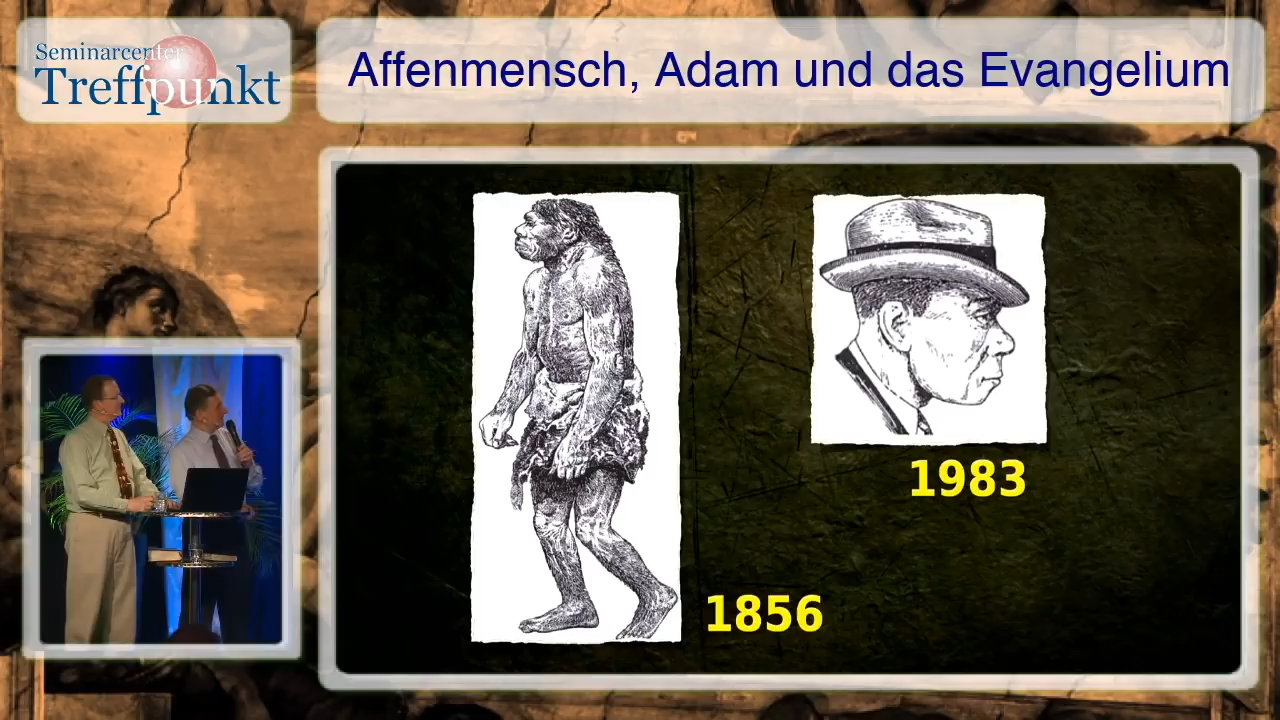 Seminarcenter
Treffpunkt
Affenmensch, Adam und das Evangelium
1983
1856